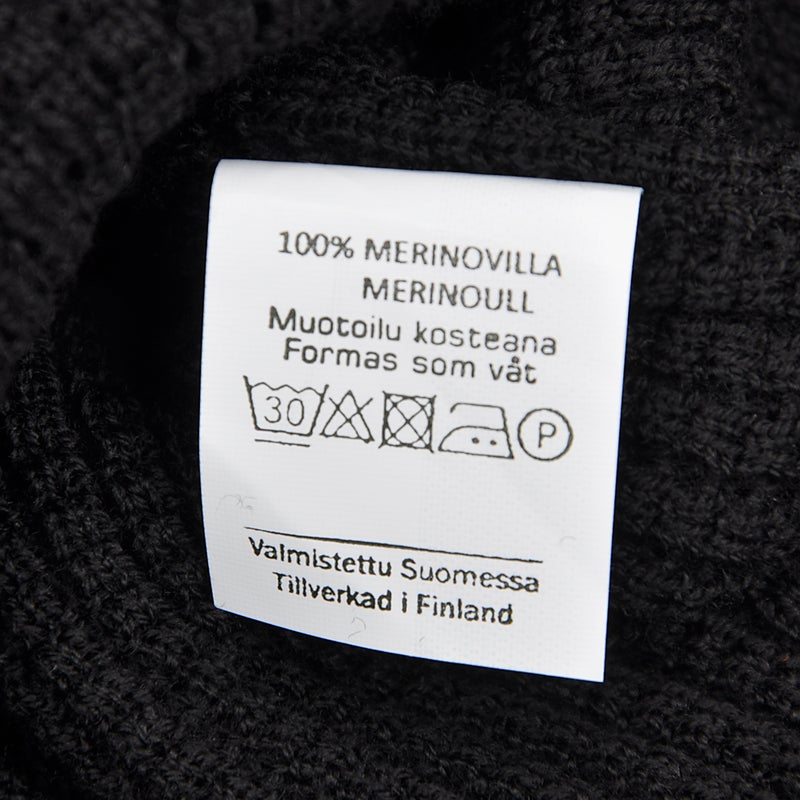 100% MERINOVILLA
MERINOULL
Muotoilu kosteana
Formas som våt
30 P
Valmistettu Suomessa
Tillverkad i Finland